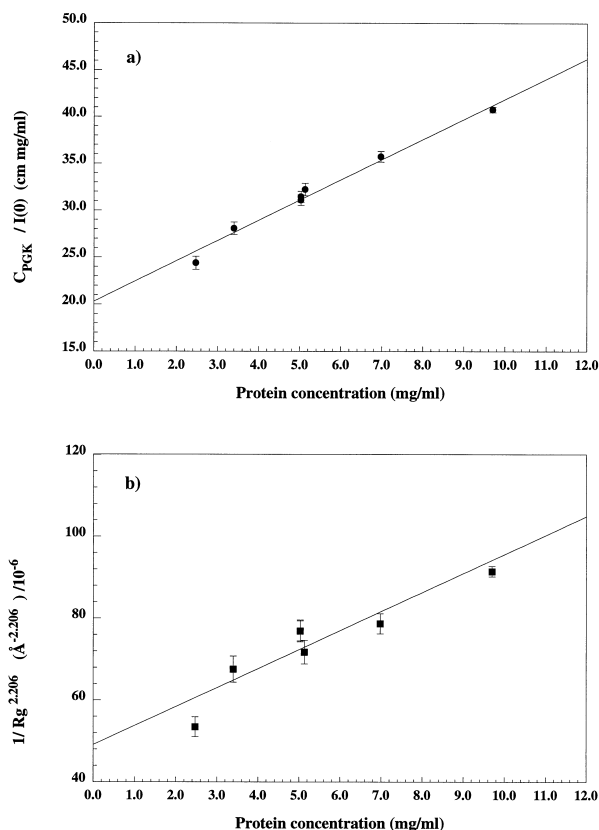 50.0
a)
45.0
40.0
35.0
30.0
25.0
20.0
15.0
C_PGK / I(0) (cm mg/ml)
0.0 1.0 2.0 3.0 4.0 5.0 6.0 7.0 8.0 9.0 10.0 11.0 12.0
Protein concentration (mg/ml)
120
b)
100
80
60
40
1/ Rg^2.206 (Å^-2.206) /10^-6
0.0 1.0 2.0 3.0 4.0 5.0 6.0 7.0 8.0 9.0 10.0 11.0 12.0
Protein concentration (mg/ml)